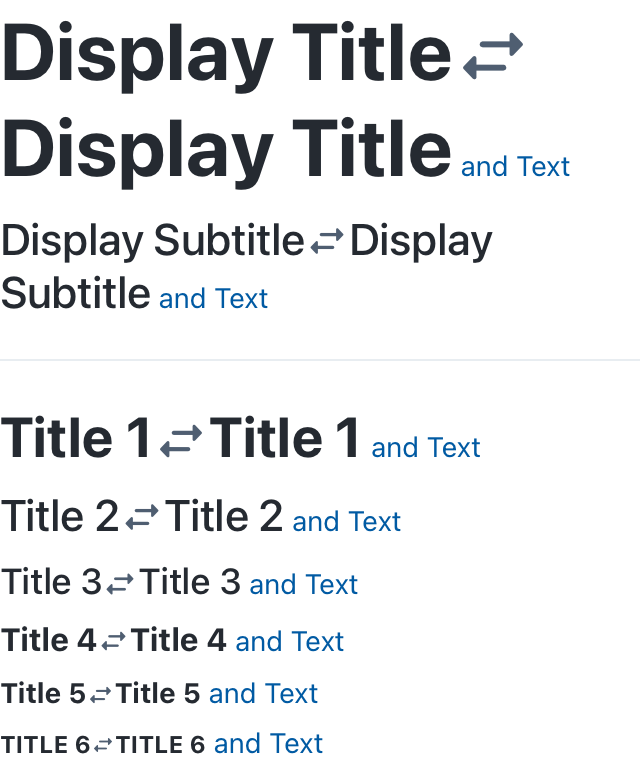 Display Title
Display Title and Text
Display Subtitle Display
Subtitle and Text
Title 1 Title 1 and Text
Title 2 Title 2 and Text
Title 3 Title 3 and Text
Title 4 Title 4 and Text
Title 5 Title 5 and Text
TITLE 6 TITLE 6 and Text